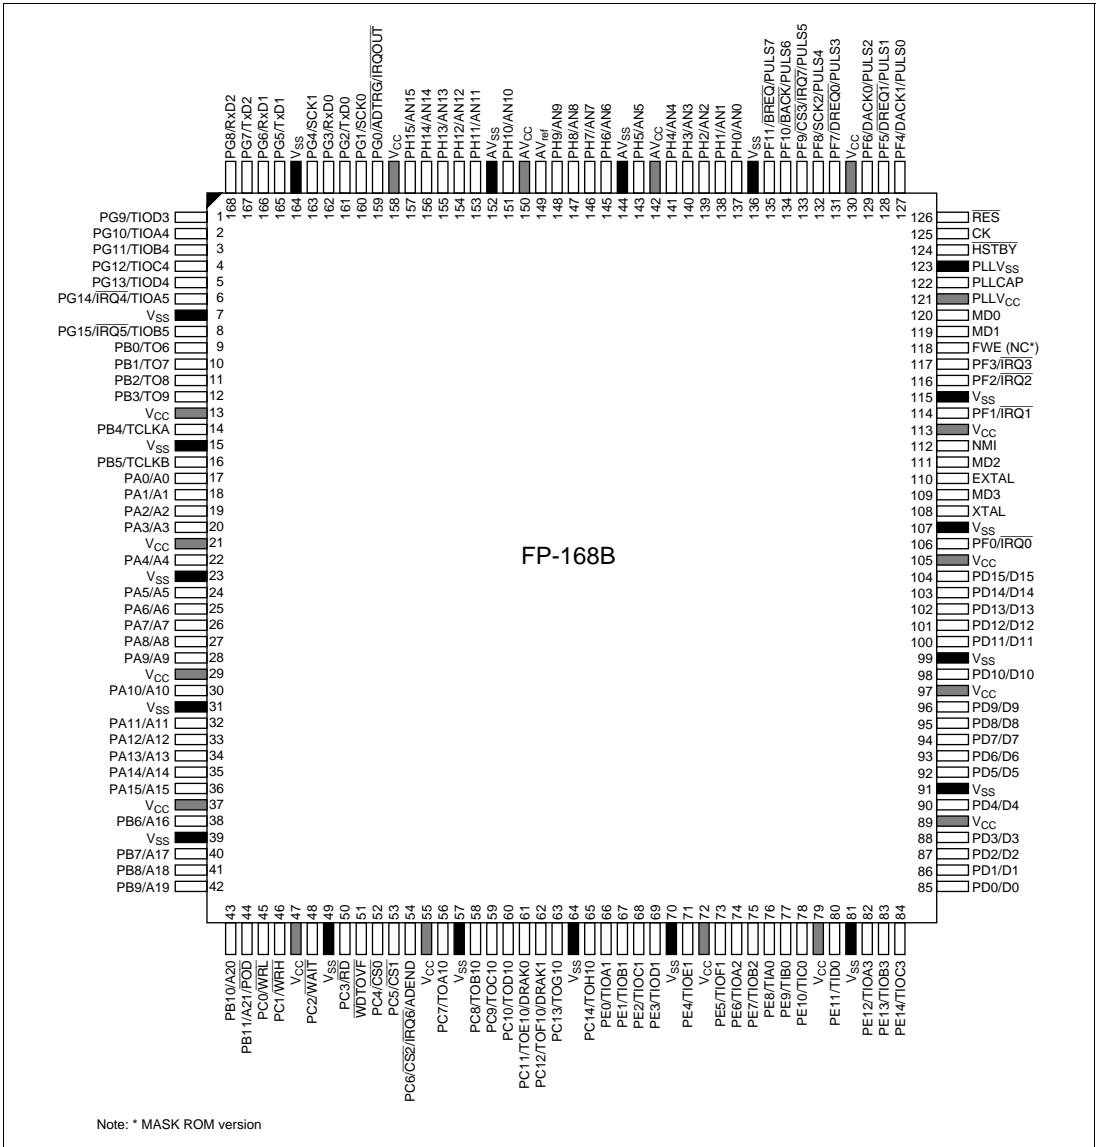 PG8/RxD2
PG7/TxD2
PG6/RxD1
PG5/TxD1
VSS
PG4/SCK1
PG3/RxD0
PG2/TxD0
PG1/SCK0
PG0/ADTRG/IRQOUT
VCC
PH15/AN15
PH14/AN14
PH13/AN13
PH12/AN12
PH11/AN11
AVSS
PH10/AN10
AVCC
AVref
PH9/AN9
PH8/AN8
PH7/AN7
PH6/AN6
AVSS
PH5/AN5
AVCC
PH4/AN4
PH3/AN3
PH2/AN2
PH1/AN1
PH0/AN0
VSS
PF11/BREQ/PULS7
PF10/BACK/PULS6
PF9/CS3/IRQ7/PULS5
PF8/SCK2/PULS4
PF7/DREQ0/PULS3
VCC
PF6/DACK0/PULS2
PF5/DREQ1/PULS1
PF4/DACK1/PULS0
168 167 166 165 164 163 162 161 160 159 158 157 156 155 154 153 152 151 150 149 148 147 146 145 144 143 142 141 140 139 138 137 136 135 134 133 132 131 130 129 128 127
PG9/TIOD3 1
PG10/TIOA4 2
PG11/TIOB4 3
PG12/TIOC4 4
PG13/TIOD4 5
PG14/IRQ4/TIOA5 6
VSS 7
PG15/IRQ5/TIOB5 8
PB0/TO6 9
PB1/TO7 10
PB2/TO8 11
PB3/TO9 12
VCC 13
PB4/TCLKA 14
VSS 15
PB5/TCLKB 16
PA0/A0 17
PA1/A1 18
PA2/A2 19
PA3/A3 20
VCC 21
PA4/A4 22
VSS 23
PA5/A5 24
PA6/A6 25
PA7/A7 26
PA8/A8 27
PA9/A9 28
VCC 29
PA10/A10 30
VSS 31
PA11/A11 32
PA12/A12 33
PA13/A13 34
PA14/A14 35
PA15/A15 36
VCC 37
PB6/A16 38
VSS 39
PB7/A17 40
PB8/A18 41
PB9/A19 42
FP-168B
126 RES
125 CK
124 HSTBY
123 PLLVSS
122 PLLCAP
121 PLLVCC
120 MD0
119 MD1
118 FWE (NC*)
117 PF3/IRQ3
116 PF2/IRQ2
115 VSS
114 PF1/IRQ1
113 VCC
112 NMI
111 MD2
110 EXTAL
109 MD3
108 XTAL
107 VSS
106 PF0/IRQ0
105 VCC
104 PD15/D15
103 PD14/D14
102 PD13/D13
101 PD12/D12
100 PD11/D11
99 VSS
98 PD10/D10
97 VCC
96 PD9/D9
95 PD8/D8
94 PD7/D7
93 PD6/D6
92 PD5/D5
91 VSS
90 PD4/D4
89 VCC
88 PD3/D3
87 PD2/D2
86 PD1/D1
85 PD0/D0
43 44 45 46 47 48 49 50 51 52 53 54 55 56 57 58 59 60 61 62 63 64 65 66 67 68 69 70 71 72 73 74 75 76 77 78 79 80 81 82 83 84
PB10/A20
PB11/A21/POD
PC0/WRL
PC1/WRH
VCC
PC2/WAIT
VSS
PC3/RD
WDTOVF
PC4/CS0
PC5/CS1
PC6/CS2/IRQ6/ADEND
VCC
PC7/TOA10
VSS
PC8/TOB10
PC9/TOC10
PC10/TOD10
PC11/TOE10/DRAK0
PC12/TOF10/DRAK1
PC13/TOG10
VSS
PC14/TOH10
PE0/TIOA1
PE1/TIOB1
PE2/TIOC1
PE3/TIOD1
VSS
PE4/TIOE1
VCC
PE5/TIOF1
PE6/TIOA2
PE7/TIOB2
PE8/TIA0
PE9/TIB0
PE10/TIC0
VCC
PE11/TID0
VSS
PE12/TIOA3
PE13/TIOB3
PE14/TIOC3
Note: * MASK ROM version